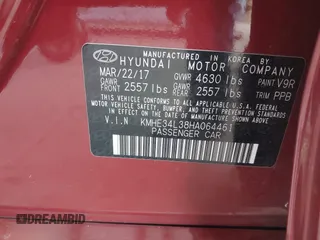 MANUFACTURED IN KOREA BY
HYUNDAI MOTOR COMPANY
MAR/22/17 GVWR 4630 lbs PAINT V9R
GAWR FRONT 2557 lbs GAWR REAR 2557 lbs TRIM PPB
THIS VEHICLE CONFORMS TO ALL APPLICABLE
FEDERAL MOTOR VEHICLE SAFETY BUMPER
AND THEFT PREVENTION STANDARDS IN EFFECT
ON THE DATE OF MANUFACTURE SHOWN ABOVE
V.I.N KMHE34L38HA064461
PASSENGER CAR
© DREAMBID